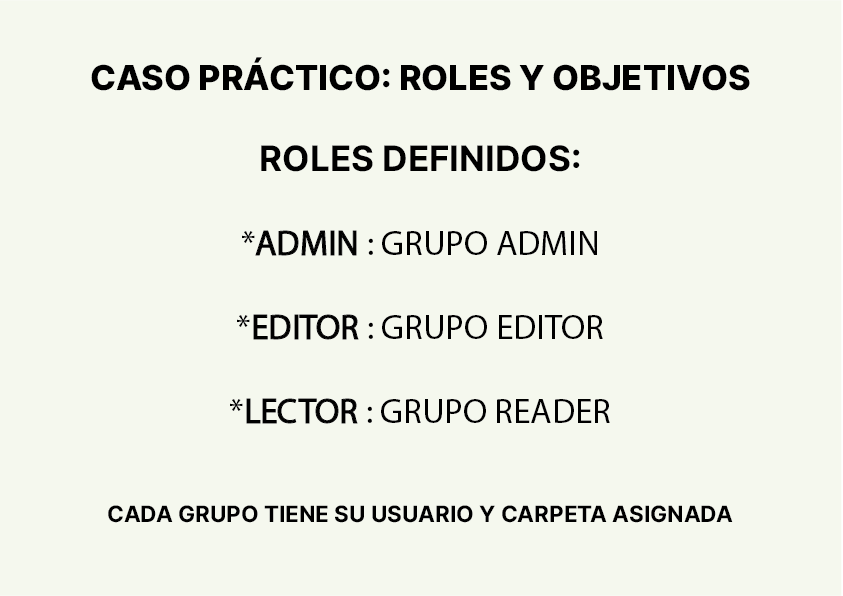 CASO PRÁCTICO: ROLES Y OBJETIVOS
ROLES DEFINIDOS:
*ADMIN : GRUPO ADMIN
*EDITOR : GRUPO EDITOR
*LECTOR : GRUPO READER
CADA GRUPO TIENE SU USUARIO Y CARPETA ASIGNADA